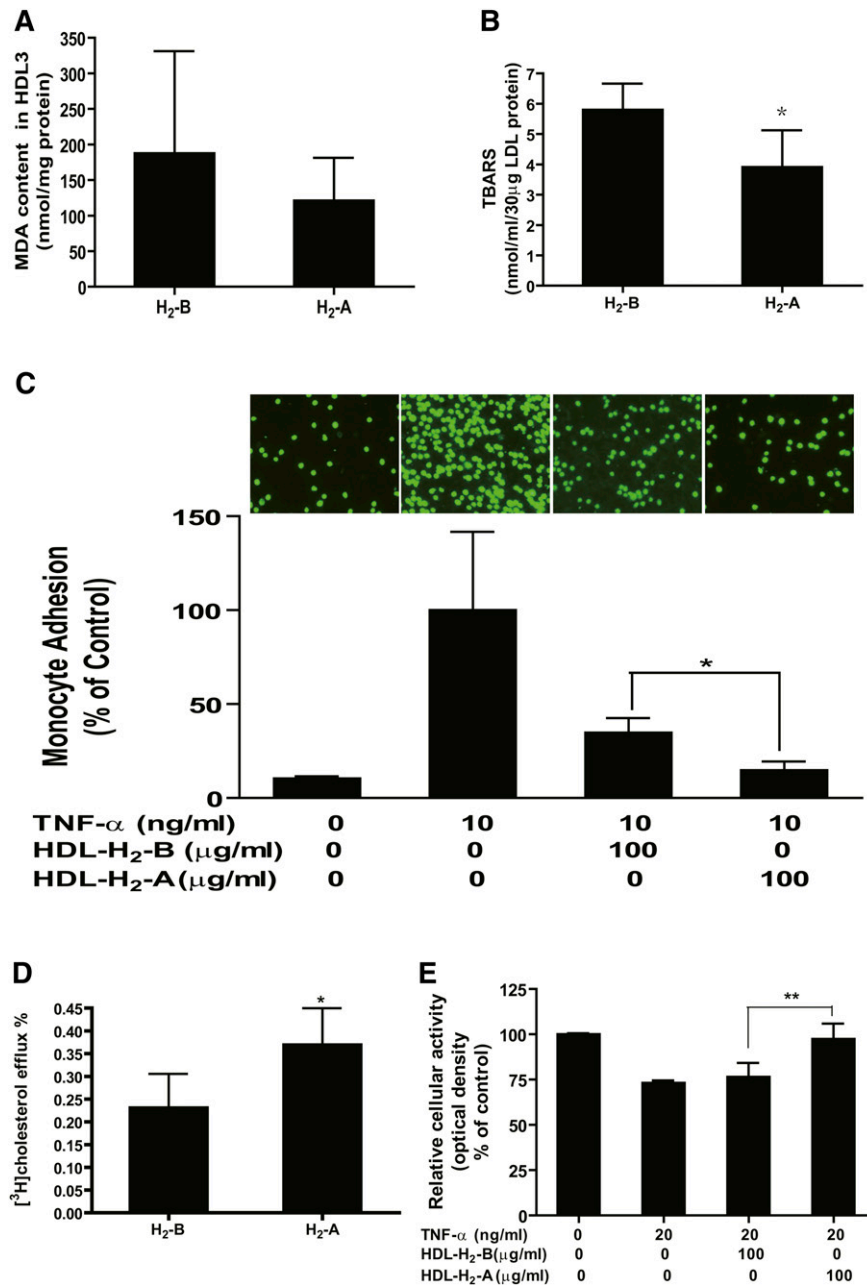 A
MDA content in HDL3
(nmol/mg protein)
350
300
250
200
150
100
50
0
H₂-B H₂-A
B
TBARS
(nmol/ml/30μg LDL protein)
7
6
5
4
3
2
1
0
*
H₂-B H₂-A
C
Monocyte Adhesion
(% of Control)
150
100
50
0
*
TNF-α (ng/ml) 0 10 10 10
HDL-H₂-B (μg/ml) 0 0 100 0
HDL-H₂-A (μg/ml) 0 0 0 100
D
[³H]cholesterol efflux %
0.45
0.40
0.35
0.30
0.25
0.20
0.15
0.10
0.05
0.00
*
H₂-B H₂-A
E
Relative cellular activity
(optical density
% of control)
125
100
75
50
25
0
**
TNF-α (ng/ml) 0 20 20 20
HDL-H₂-B(μg/ml) 0 0 100 0
HDL-H₂-A (μg/ml) 0 0 0 100